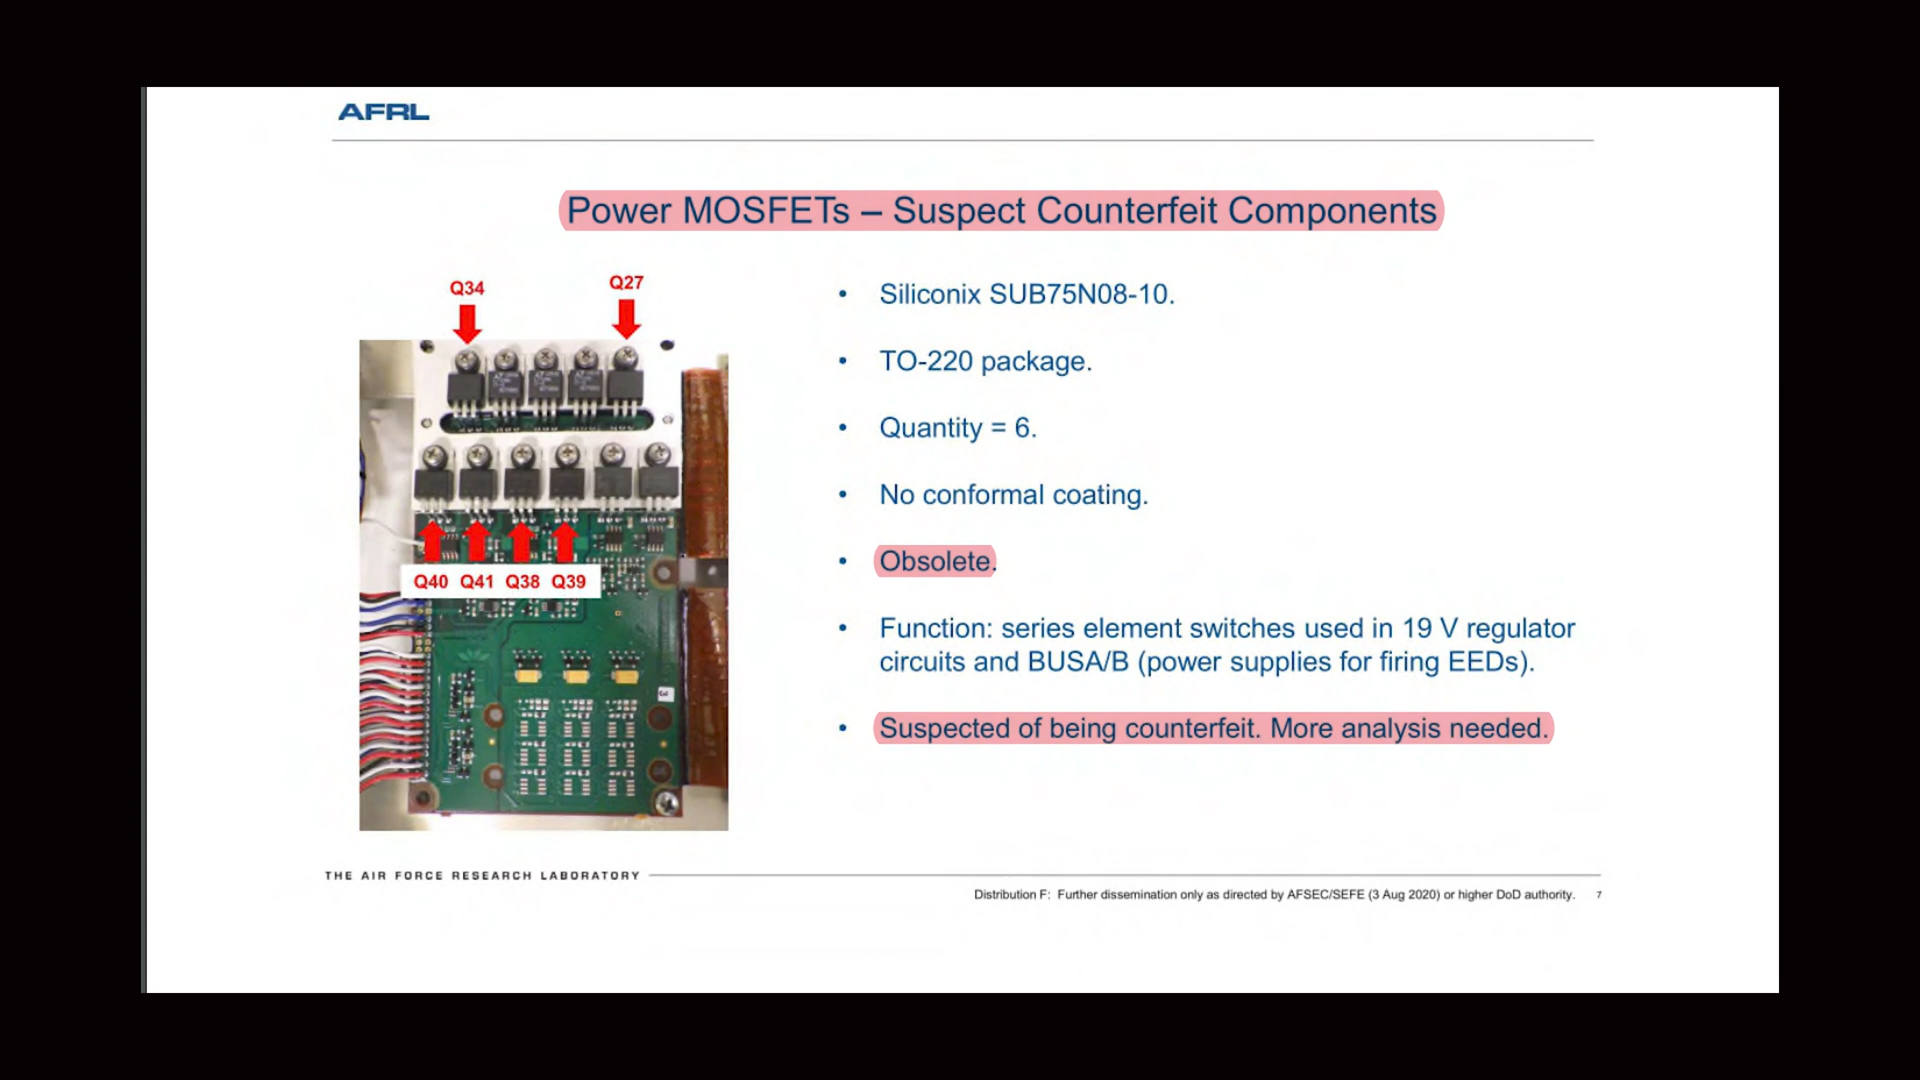 AFRL
Power MOSFETs – Suspect Counterfeit Components
Q34
Q27
Q40 Q41 Q38 Q39
• Siliconix SUB75N08-10.
• TO-220 package.
• Quantity = 6.
• No conformal coating.
• Obsolete.
• Function: series element switches used in 19 V regulator
circuits and BUSA/B (power supplies for firing EEDs).
• Suspected of being counterfeit. More analysis needed.
THE AIR FORCE RESEARCH LABORATORY
Distribution F: Further dissemination only as directed by AFSEC/SEFE (3 Aug 2020) or higher DoD authority. 7